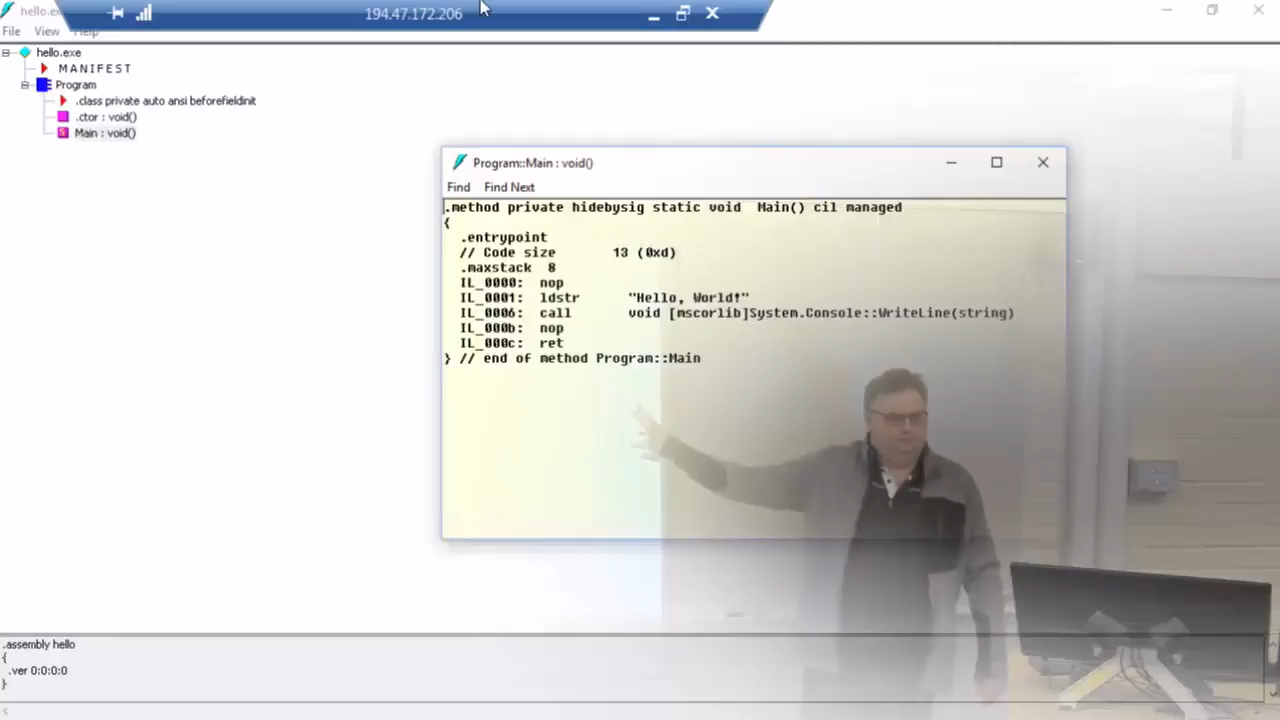 hello.ex
194.47.172.206
File View Help
hello.exe
MANIFEST
Program
.class private auto ansi beforefieldinit
.ctor : void()
Main : void()
Program::Main : void()
Find Find Next
.method private hidebysig static void Main() cil managed
{
.entrypoint
// Code size 13 (0xd)
.maxstack 8
IL_0000: nop
IL_0001: ldstr "Hello, World!"
IL_0006: call void [mscorlib]System.Console::WriteLine(string)
IL_000b: nop
IL_000c: ret
} // end of method Program::Main
.assembly hello
{
.ver 0:0:0:0
}